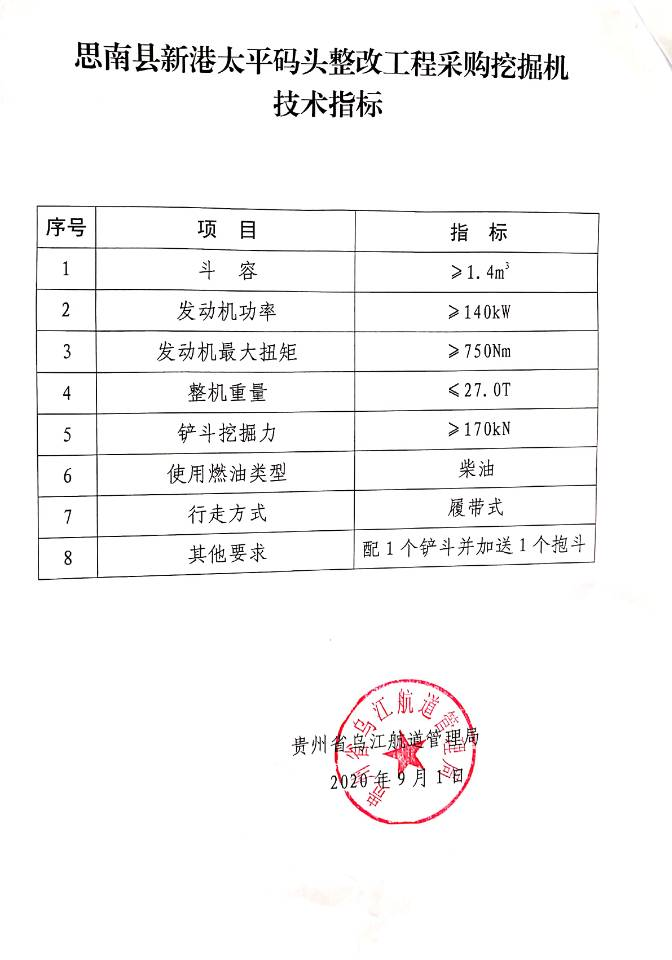 思南县新港太平码头整改工程采购挖掘机
技术指标
序号 项 目 指 标
1 斗 容 ≥1.4m³
2 发动机功率 ≥140kW
3 发动机最大扭矩 ≥750Nm
4 整机重量 ≤27.0T
5 铲斗挖掘力 ≥170kN
6 使用燃油类型 柴油
7 行走方式 履带式
8 其他要求 配1个铲斗并加送1个抱斗
贵州省乌江航道管理局
2020年9月1日
贵州省乌江航道管理局